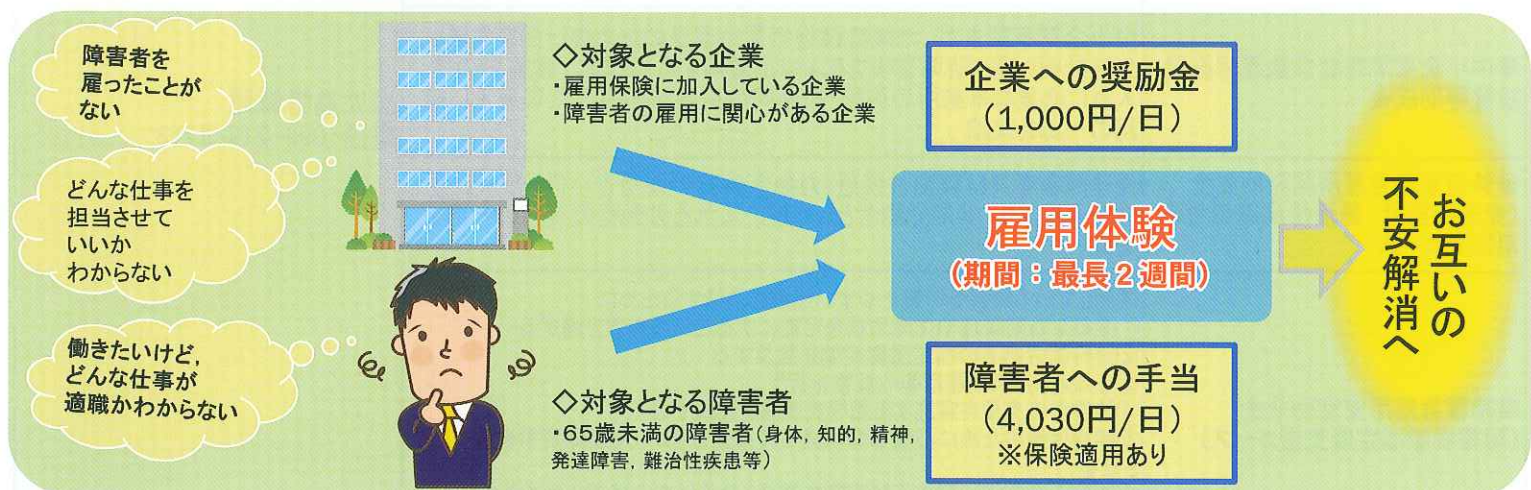 障害者を
雇ったことが
ない
どんな仕事を
担当させて
いいか
わからない
働きたいけど,
どんな仕事が
適職かわからない
◇対象となる企業
・雇用保険に加入している企業
・障害者の雇用に関心がある企業
◇対象となる障害者
・65歳未満の障害者(身体, 知的, 精神,
発達障害, 難治性疾患等)
企業への奨励金
(1,000円/日)
雇用体験
(期間：最長2週間)
障害者への手当
(4,030円/日)
※保険適用あり
お互いの
不安解消へ